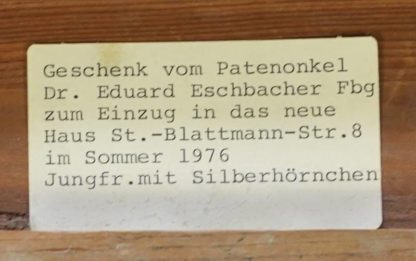 Geschenk vom Patenonkel
Dr. Eduard Eschbacher Fbg
zum Einzug in das neue
Haus St.-Blattmann-Str.8
im Sommer 1976
Jungfr.mit Silberhörnchen